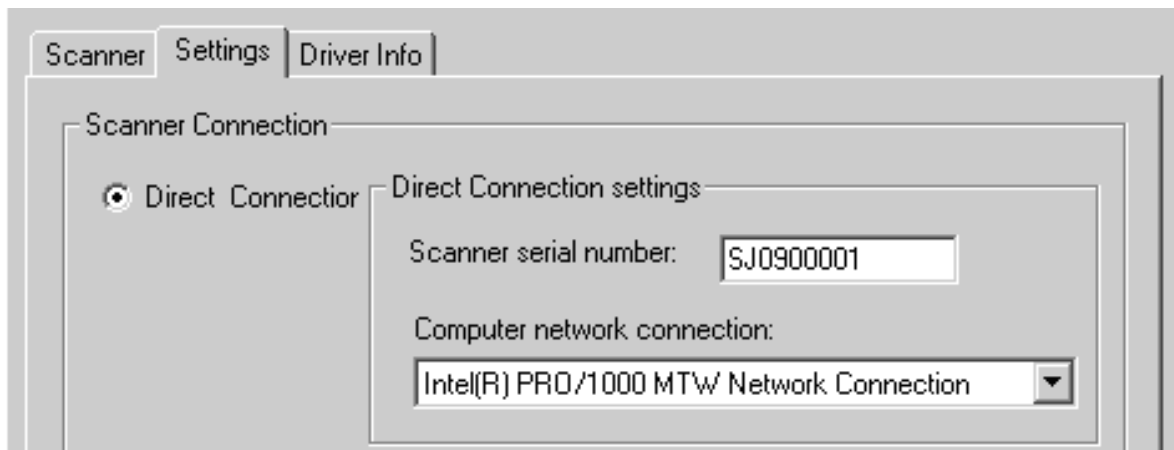 Scanner Settings Driver Info
Scanner Connection
Direct Connection
Direct Connection settings
Scanner serial number: SJ0900001
Computer network connection:
Intel(R) PRO/1000 MTW Network Connection